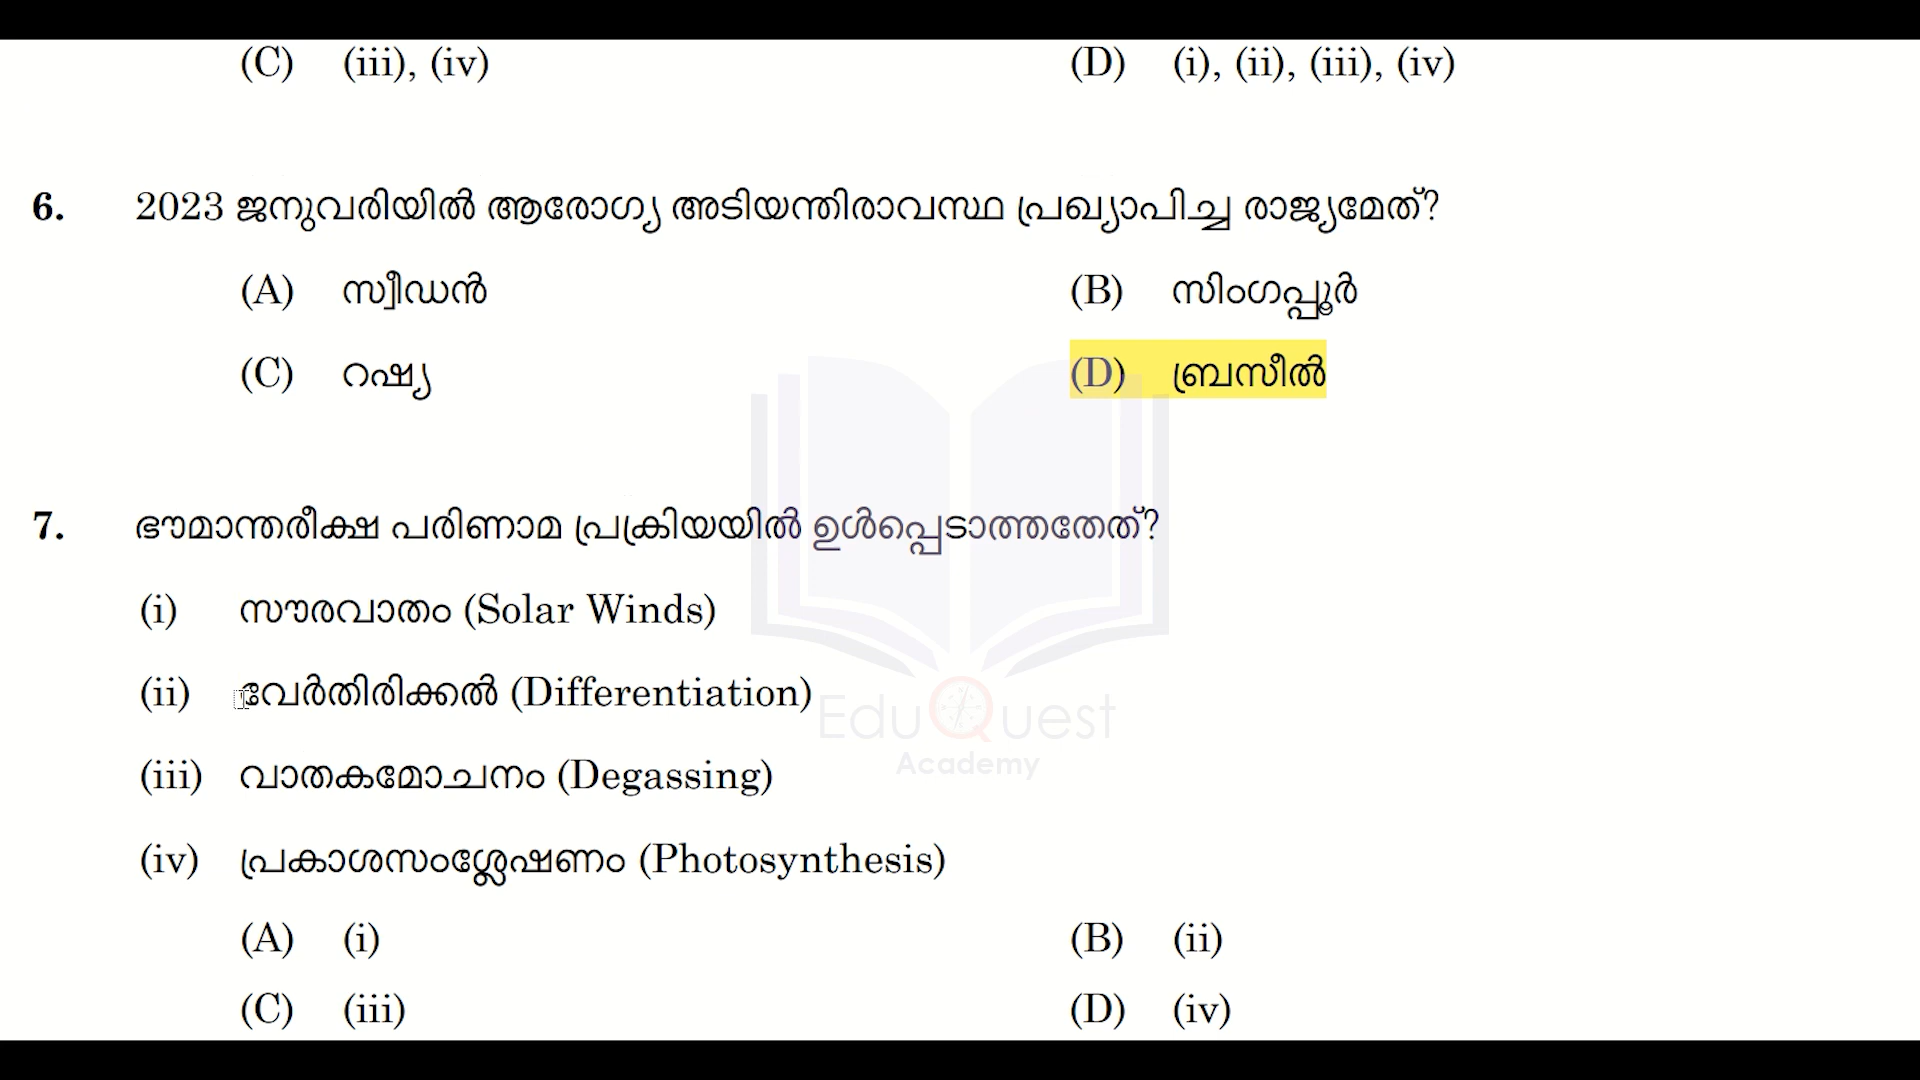 (C) (iii), (iv) (D) (i), (ii), (iii), (iv)
6. 2023 ജനുവരിയിൽ ആരോഗ്യ അടിയന്തിരാവസ്ഥ പ്രഖ്യാപിച്ച രാജ്യമേത്?
(A) സ്വീഡൻ (B) സിംഗപ്പൂർ
(C) റഷ്യ (D) ബ്രസീൽ
7. ഭൗമാന്തരീക്ഷ പരിണാമ പ്രക്രിയയിൽ ഉൾപ്പെടാത്തതേത്?
(i) സൗരവാതം (Solar Winds)
(ii) വേർതിരിക്കൽ (Differentiation)
EduQuest
(iii) വാതകമോചനം (Degassing)
Academy
(iv) പ്രകാശസംശ്ലേഷണം (Photosynthesis)
(A) (i) (B) (ii)
(C) (iii) (D) (iv)